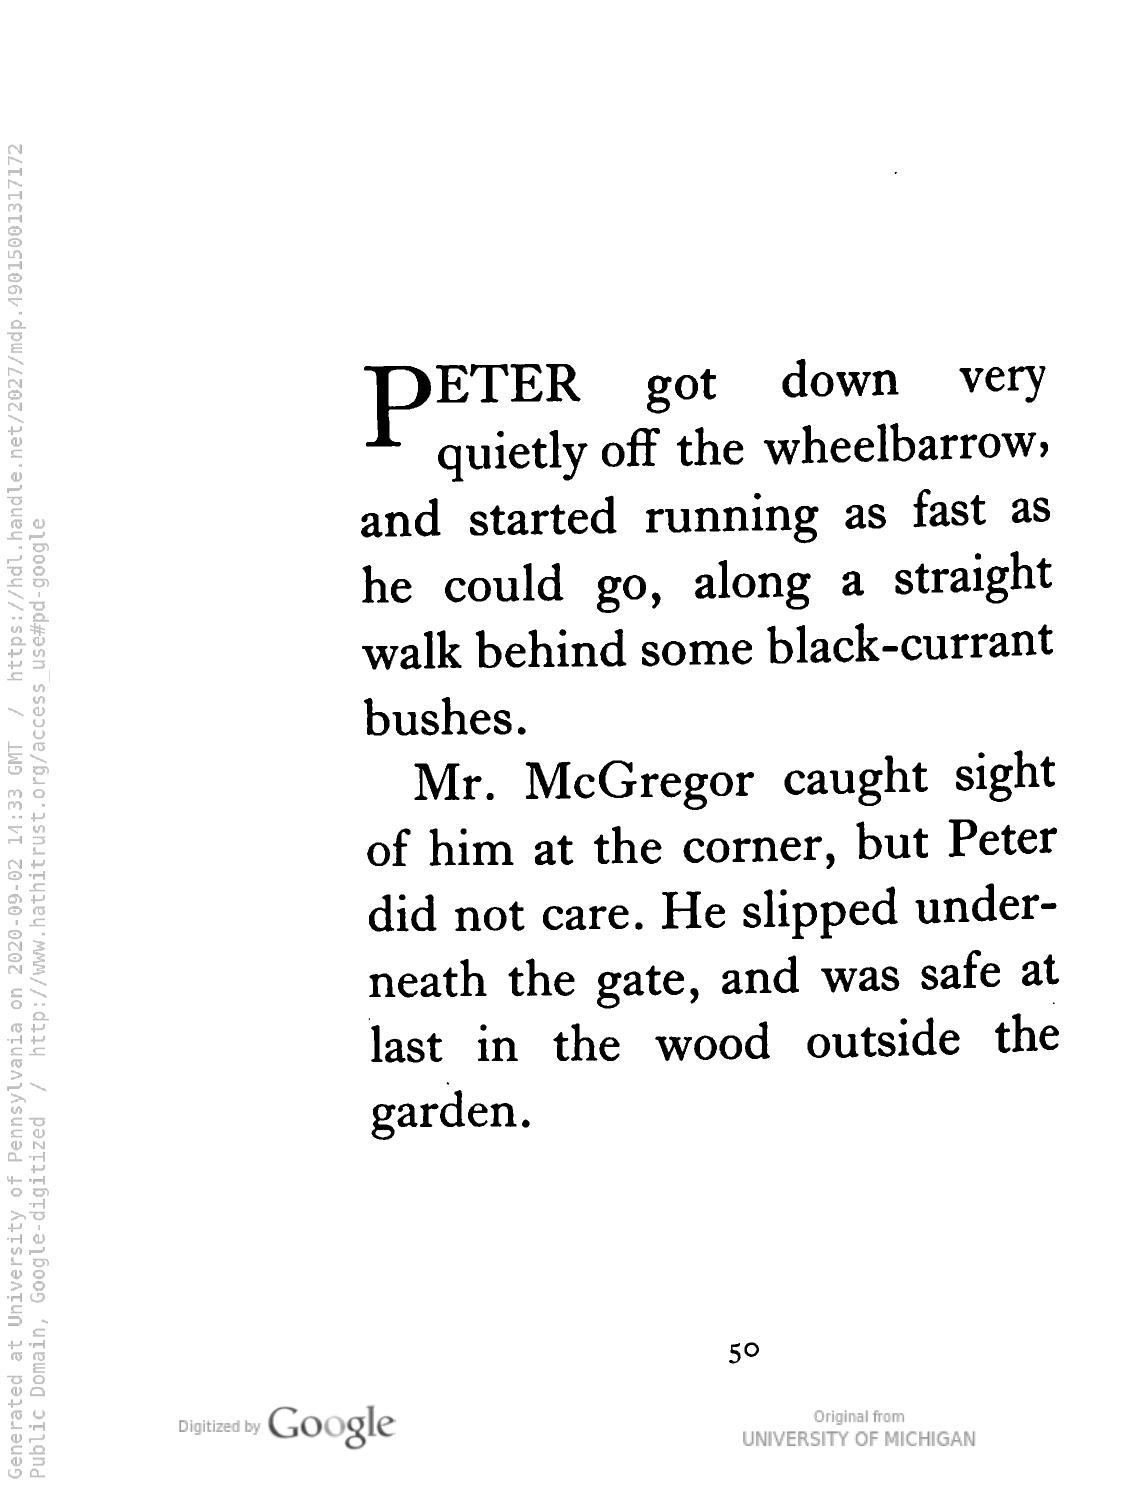 PETER got down very
quietly off the wheelbarrow,
and started running as fast as
he could go, along a straight
walk behind some black-currant
bushes.
Mr. McGregor caught sight
of him at the corner, but Peter
did not care. He slipped under-
neath the gate, and was safe at
last in the wood outside the
garden.
50
Digitized by Google
Original from
UNIVERSITY OF MICHIGAN
Generated at University of Pennsylvania on 2020-09-02 14:33 GMT / https://hdl.handle.net/2027/mdp.49015001317172
Public Domain, Google-digitized / http://www.hathitrust.org/access_use#pd-google